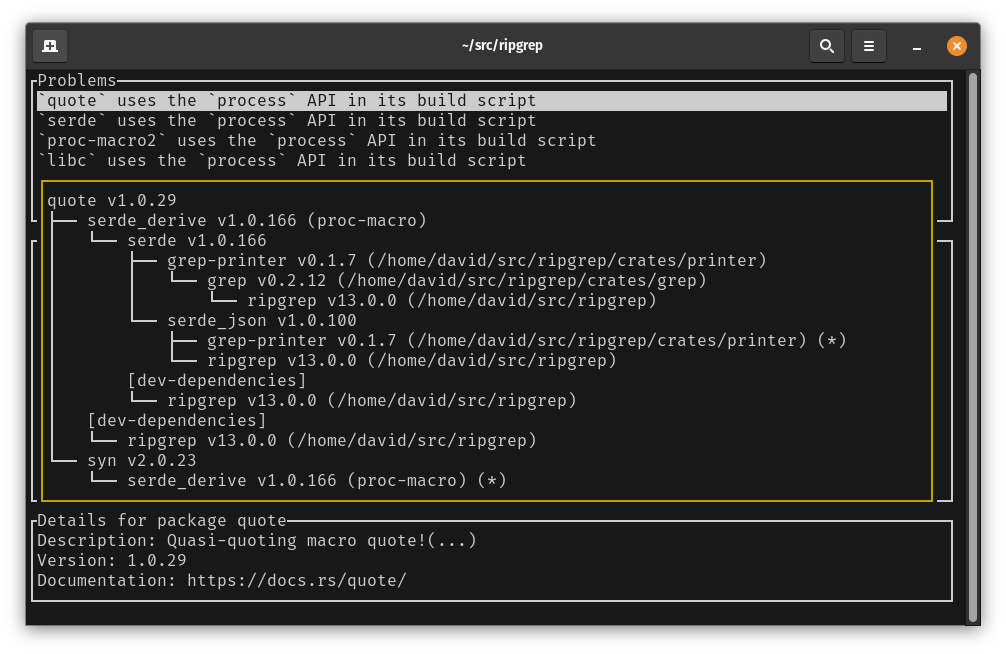 ~/src/ripgrep
Problems
`quote` uses the `process` API in its build script
`serde` uses the `process` API in its build script
`proc-macro2` uses the `process` API in its build script
`libc` uses the `process` API in its build script
quote v1.0.29
├── serde_derive v1.0.166 (proc-macro)
│   └── serde v1.0.166
│       ├── grep-printer v0.1.7 (/home/david/src/ripgrep/crates/printer)
│       │   └── grep v0.2.12 (/home/david/src/ripgrep/crates/grep)
│       │       └── ripgrep v13.0.0 (/home/david/src/ripgrep)
│       └── serde_json v1.0.100
│           ├── grep-printer v0.1.7 (/home/david/src/ripgrep/crates/printer) (*)
│           └── ripgrep v13.0.0 (/home/david/src/ripgrep)
│       [dev-dependencies]
│       └── ripgrep v13.0.0 (/home/david/src/ripgrep)
│   [dev-dependencies]
│   └── ripgrep v13.0.0 (/home/david/src/ripgrep)
└── syn v2.0.23
    └── serde_derive v1.0.166 (proc-macro) (*)
Details for package quote
Description: Quasi-quoting macro quote!(...)
Version: 1.0.29
Documentation: https://docs.rs/quote/